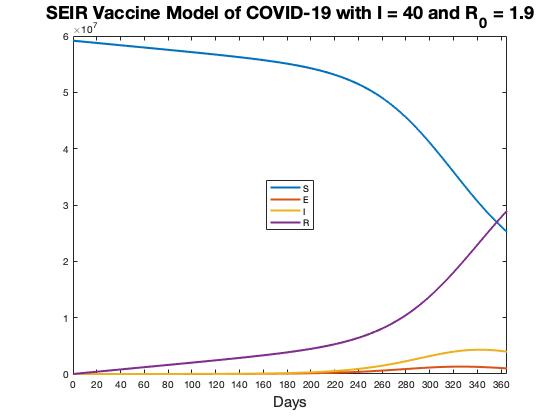 SEIR Vaccine Model of COVID-19 with I = 40 and R0 = 1.9
×10^7
6
5
4
3
2
1
0
S
E
I
R
0 20 40 60 80 100 120 140 160 180 200 220 240 260 280 300 320 340 360
Days